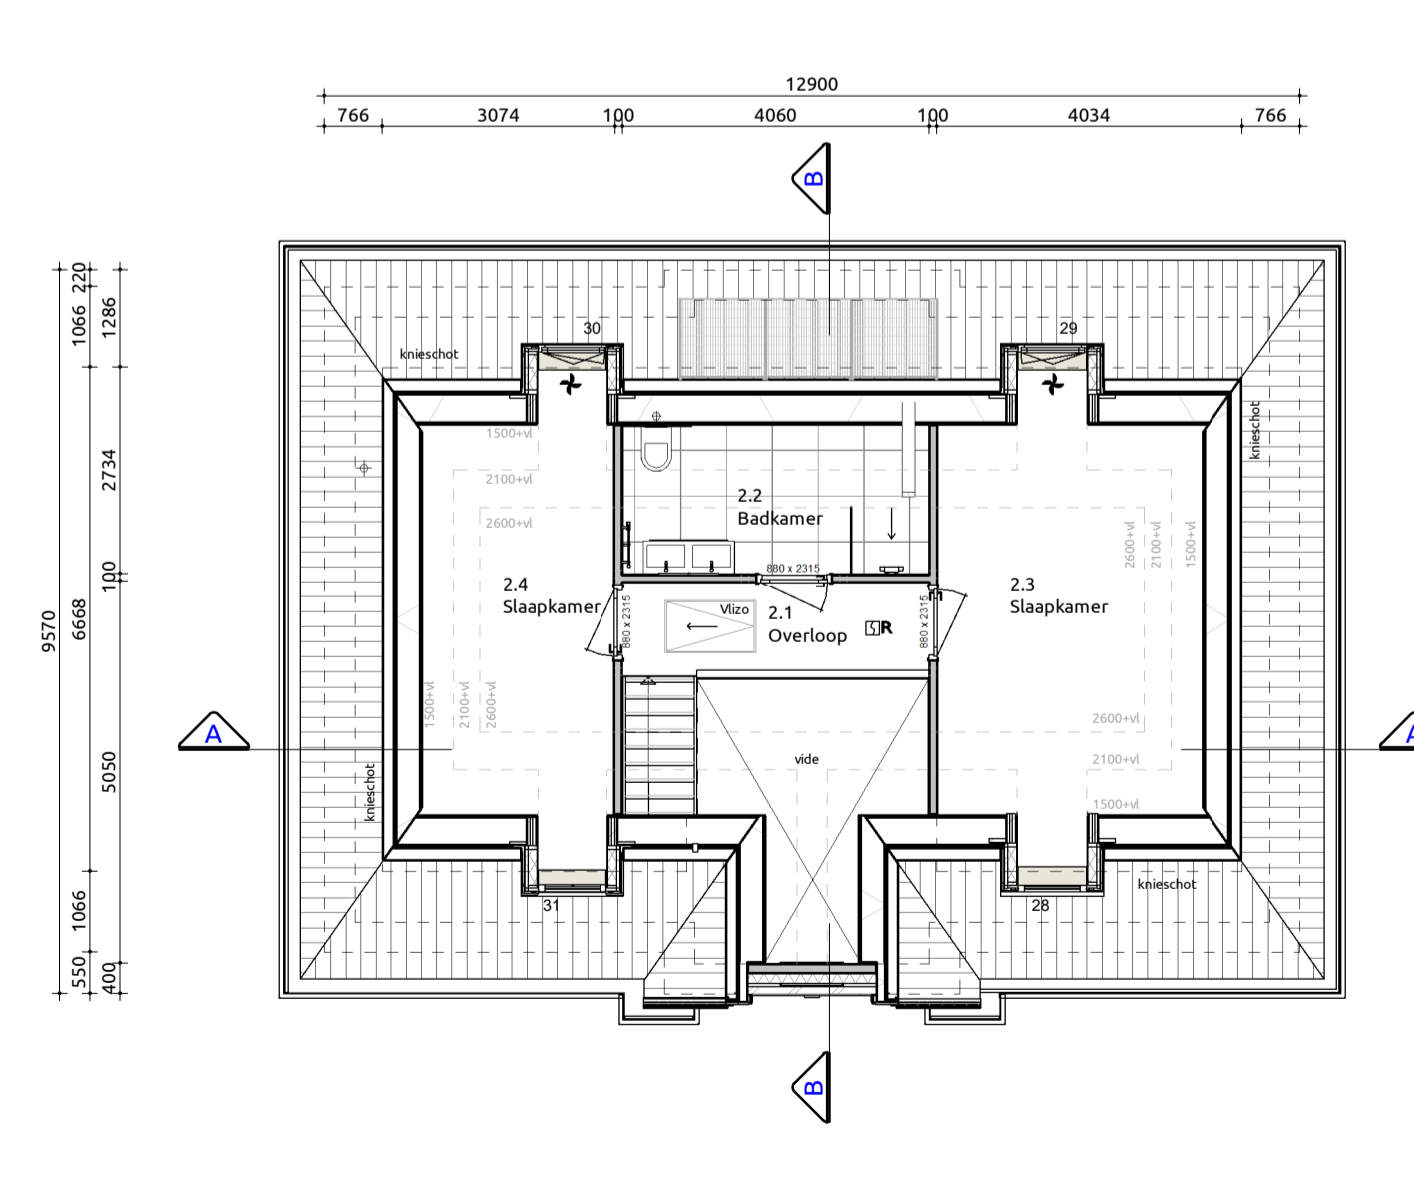 12900
766 3074 100 4060 100 4034 766
B
220
1066
1286
30
29
knieschot
knieschot
1500+vl
2100+vl
2600+vl
2734
2.2
Badkamer
2600+vl
2100+vl
1500+vl
100
880 x 2315
2.4
Slaapkamer
2.3
Slaapkamer
9570
6668
880 x 2315
Vlizo
2.1
Overloop
R
880 x 2315
1500+vl
2100+vl
2600+vl
2600+vl
A
A
vide
2100+vl
5050
knieschot
1500+vl
1066
31
28
knieschot
550
400
B